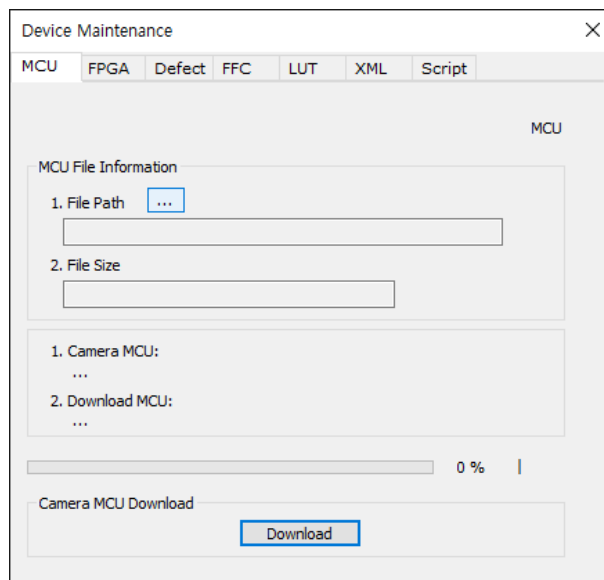 Device Maintenance
MCU FPGA Defect FFC LUT XML Script
MCU
MCU File Information
1. File Path ...
2. File Size
1. Camera MCU:
...
2. Download MCU:
...
0 %
Camera MCU Download
Download